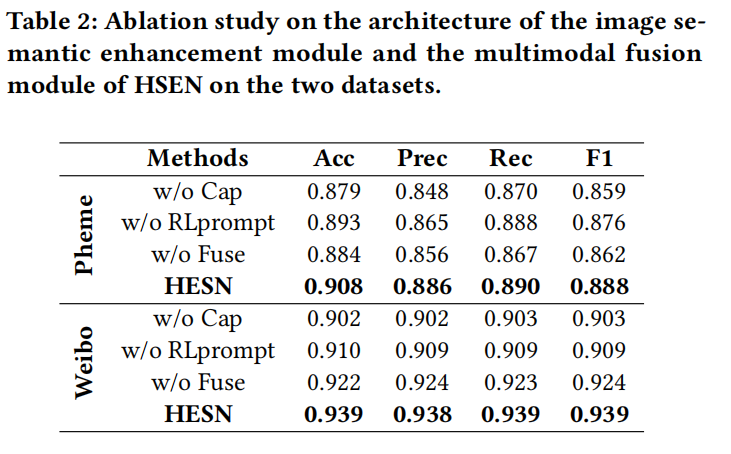 Table 2: Ablation study on the architecture of the image se-
mantic enhancement module and the multimodal fusion
module of HSEN on the two datasets.
Methods Acc Prec Rec F1
Pheme
w/o Cap 0.879 0.848 0.870 0.859
w/o RLprompt 0.893 0.865 0.888 0.876
w/o Fuse 0.884 0.856 0.867 0.862
HESN 0.908 0.886 0.890 0.888
Weibo
w/o Cap 0.902 0.902 0.903 0.903
w/o RLprompt 0.910 0.909 0.909 0.909
w/o Fuse 0.922 0.924 0.923 0.924
HESN 0.939 0.938 0.939 0.939